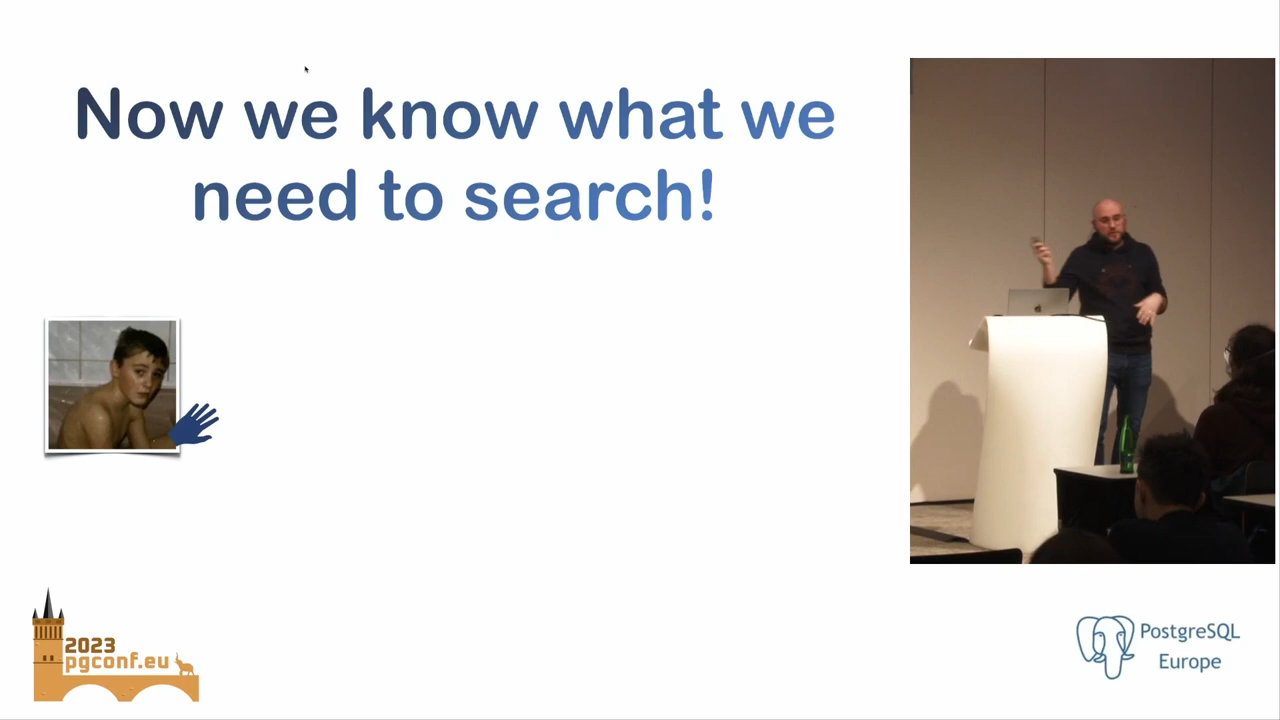 Now we know what we
need to search!
2023
pgconf.eu
PostgreSQL
Europe